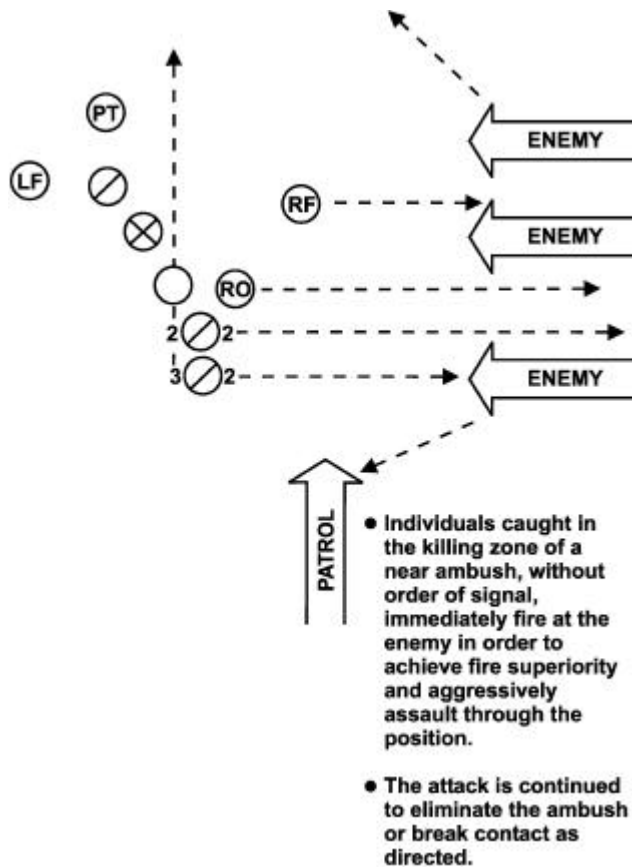 PT
ENEMY
LF
RF
ENEMY
RO
2 2
3 2
ENEMY
PATROL
● Individuals caught in
the killing zone of a
near ambush, without
order of signal,
immediately fire at the
enemy in order to
achieve fire superiority
and aggressively
assault through the
position.
● The attack is continued
to eliminate the ambush
or break contact as
directed.